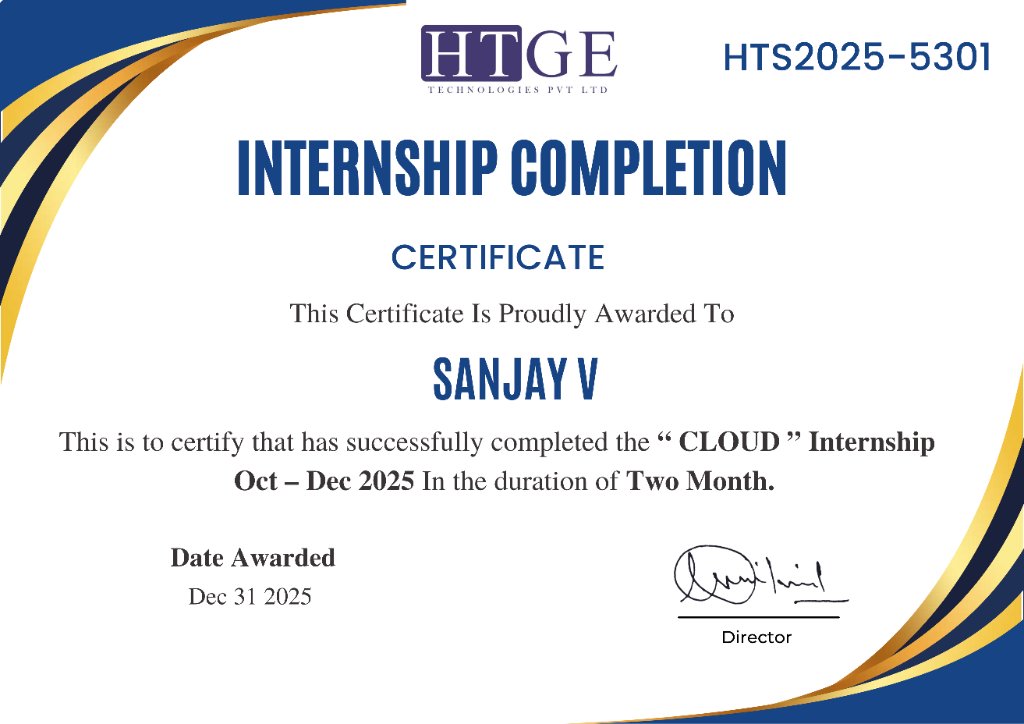 HTGE
TECHNOLOGIES PVT LTD
HTS2025-5301
INTERNSHIP COMPLETION
CERTIFICATE
This Certificate Is Proudly Awarded To
SANJAY V
This is to certify that has successfully completed the “ CLOUD ” Internship
Oct – Dec 2025 In the duration of Two Month.
Date Awarded
Dec 31 2025
Director